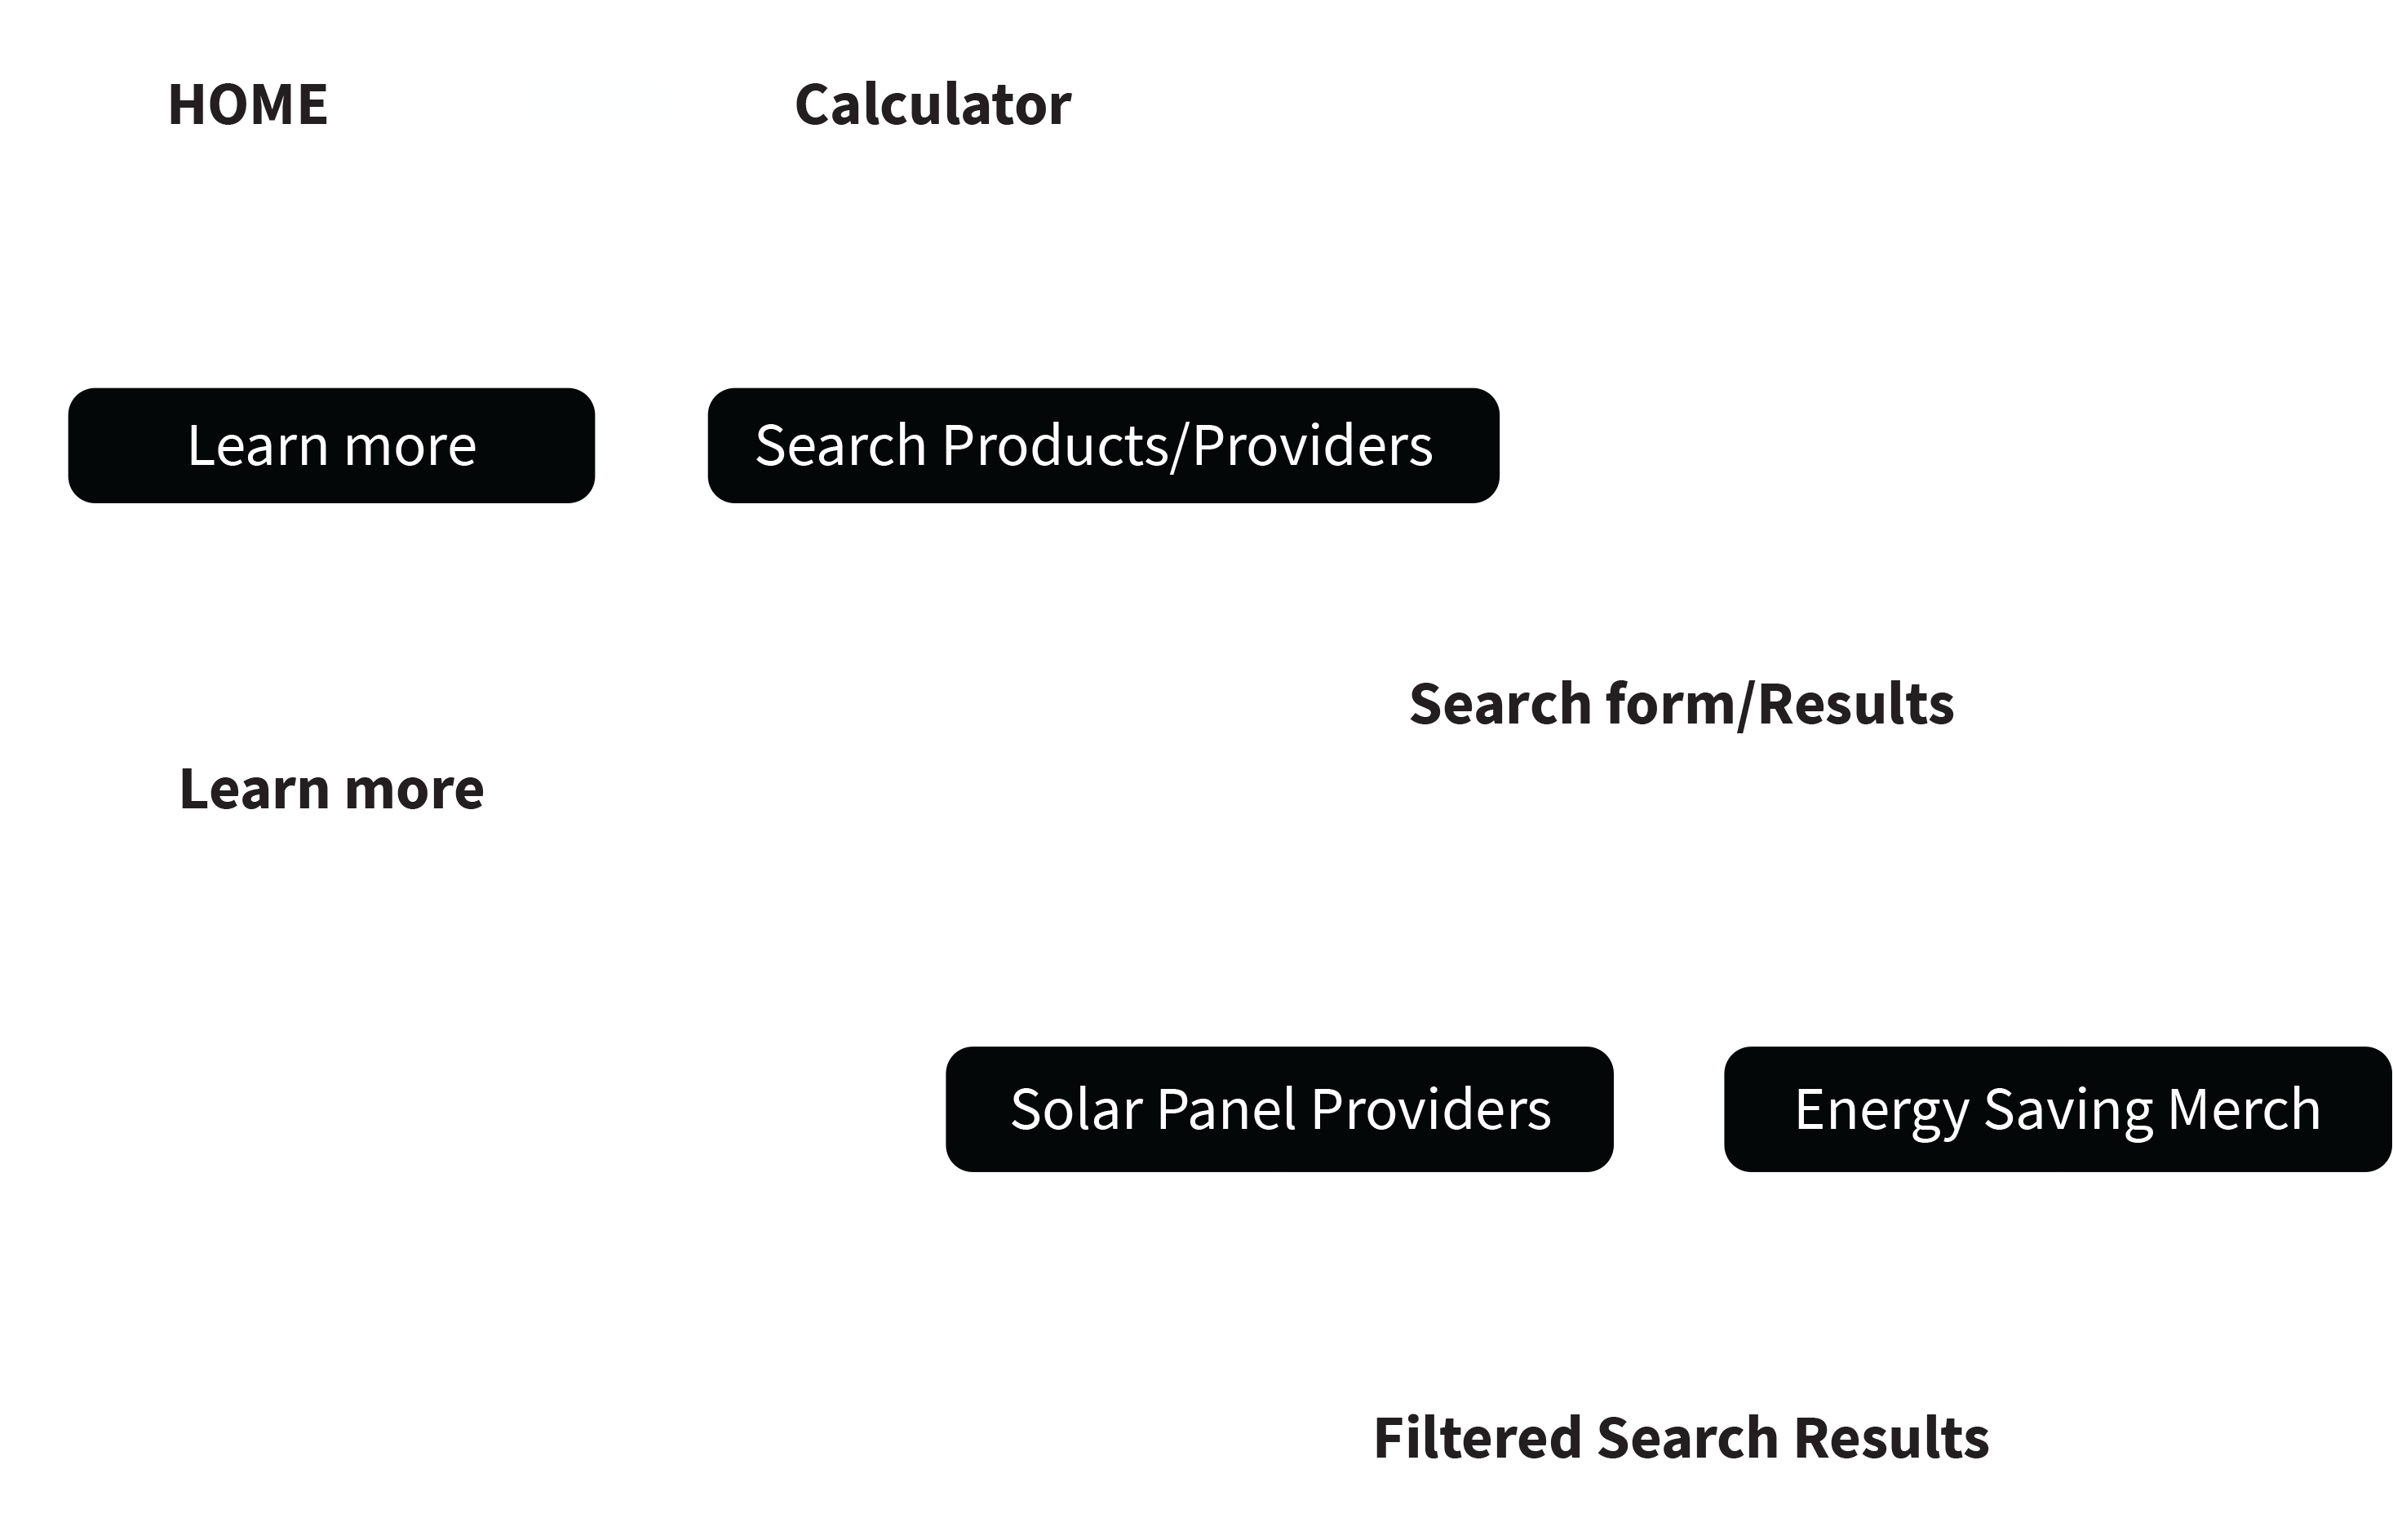 HOME
Calculator
Learn more
Search Products/Providers
Search form/Results
Learn more
Solar Panel Providers
Energy Saving Merch
Filtered Search Results